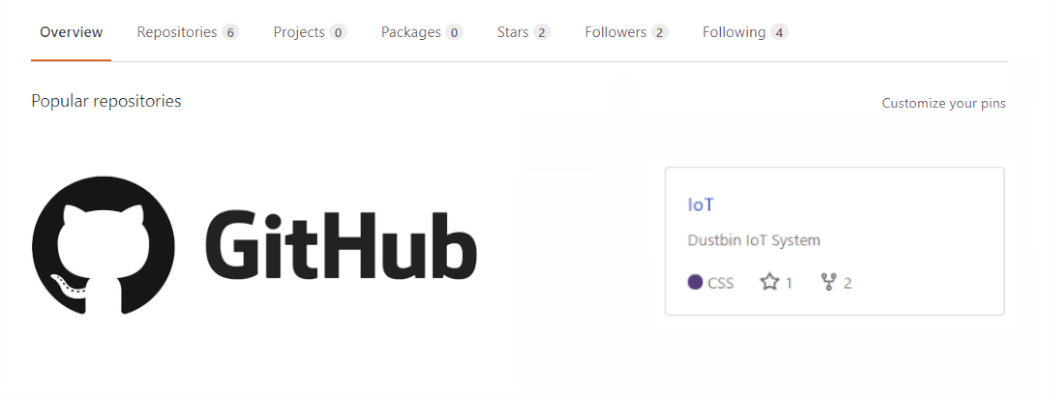 Overview Repositories 6 Projects 0 Packages 0 Stars 2 Followers 2 Following 4
Popular repositories Customize your pins
GitHub
IoT
Dustbin IoT System
CSS 1 2